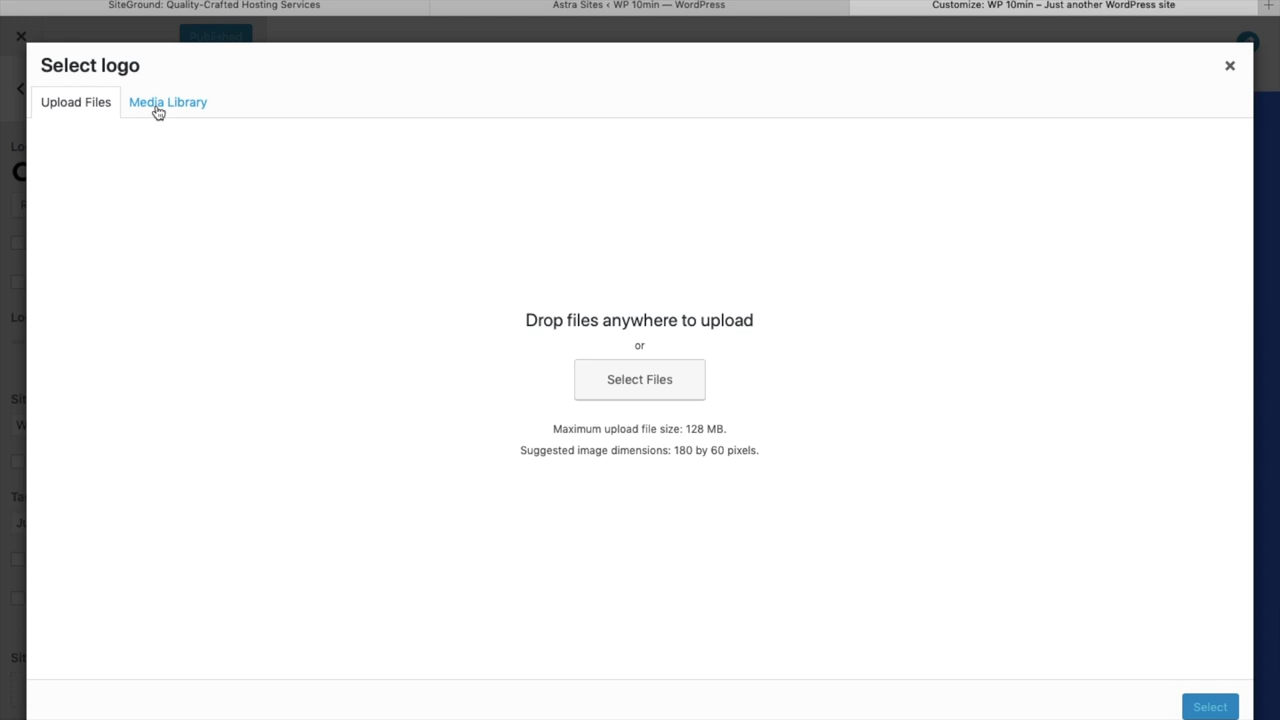 SiteGround: Quality-Crafted Hosting Services
Astra Sites ‹ WP 10min — WordPress
Customize: WP 10min – Just another WordPress site
Published
Select logo
Upload Files
Media Library
Drop files anywhere to upload
or
Select Files
Maximum upload file size: 128 MB.
Suggested image dimensions: 180 by 60 pixels.
Select